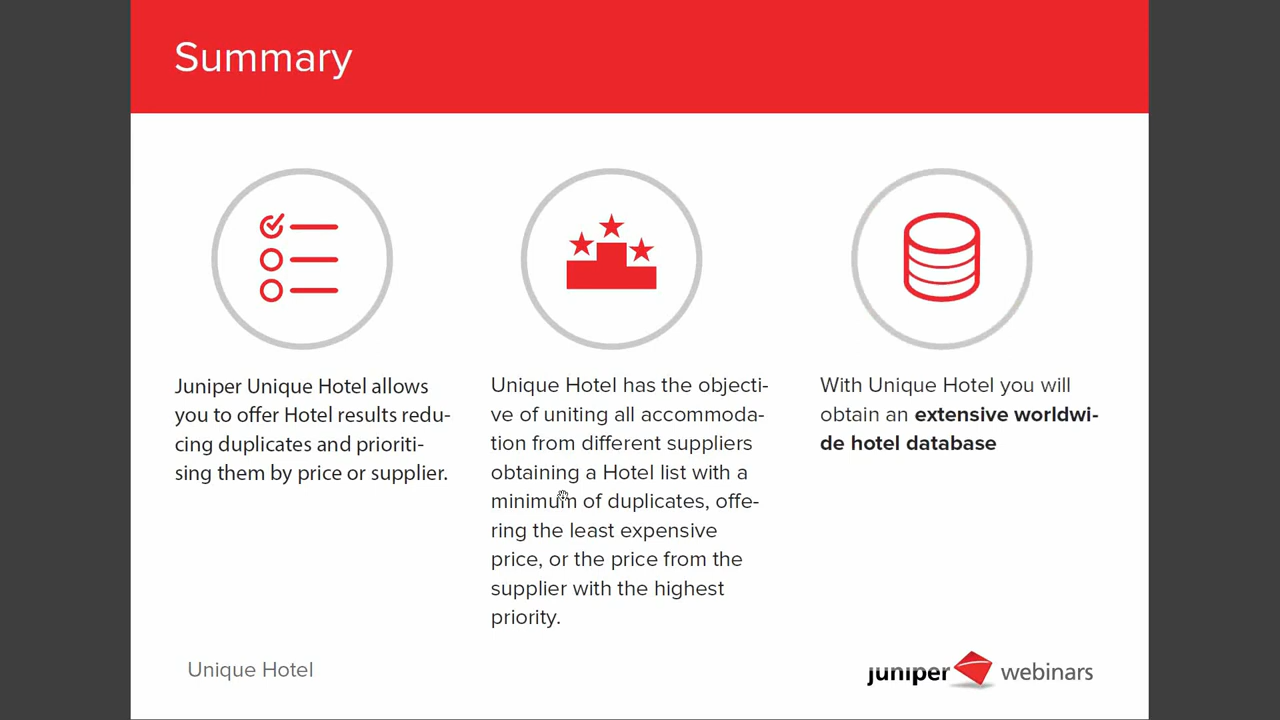 Summary
Juniper Unique Hotel allows
you to offer Hotel results redu-
cing duplicates and prioriti-
sing them by price or supplier.
Unique Hotel has the objecti-
ve of uniting all accommoda-
tion from different suppliers
obtaining a Hotel list with a
minimum of duplicates, offe-
ring the least expensive
price, or the price from the
supplier with the highest
priority.
With Unique Hotel you will
obtain an extensive worldwi-
de hotel database
Unique Hotel
juniper webinars